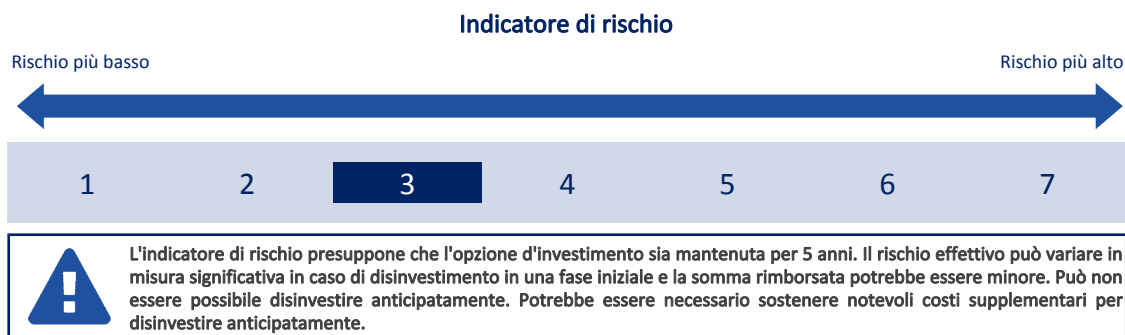 Indicatore di rischio
Rischio più basso
Rischio più alto
1 2 3 4 5 6 7
L'indicatore di rischio presuppone che l'opzione d'investimento sia mantenuta per 5 anni. Il rischio effettivo può variare in
misura significativa in caso di disinvestimento in una fase iniziale e la somma rimborsata potrebbe essere minore. Può non
essere possibile disinvestire anticipatamente. Potrebbe essere necessario sostenere notevoli costi supplementari per
disinvestire anticipatamente.